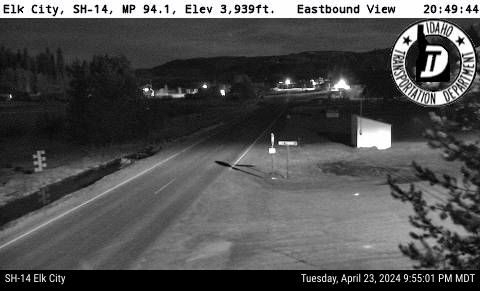 Elk City, SH-14, MP 94.1, Elev 3,939ft. Eastbound View 20:49:44
IDAHO
TRANSPORTATION DEPARTMENT
SH-14 Elk City Tuesday, April 23, 2024 9:55:01 PM MDT